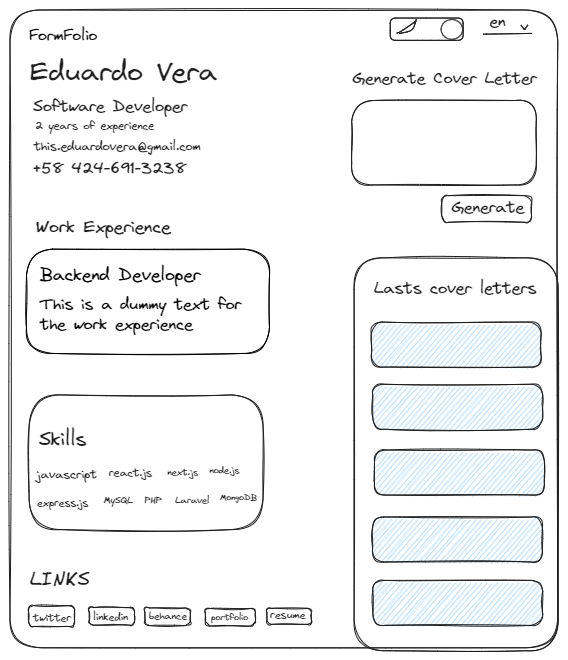 FormFolio
en
Eduardo Vera
Software Developer
2 years of experience
this.eduardovera@gmail.com
+58 424-691-3238
Generate Cover Letter
Generate
Work Experience
Backend Developer
This is a dummy text for
the work experience
Skills
javascript react.js next.js node.js
express.js MySQL PHP Laravel MongoDB
LINKS
twitter linkedin behance portfolio resume
Lasts cover letters